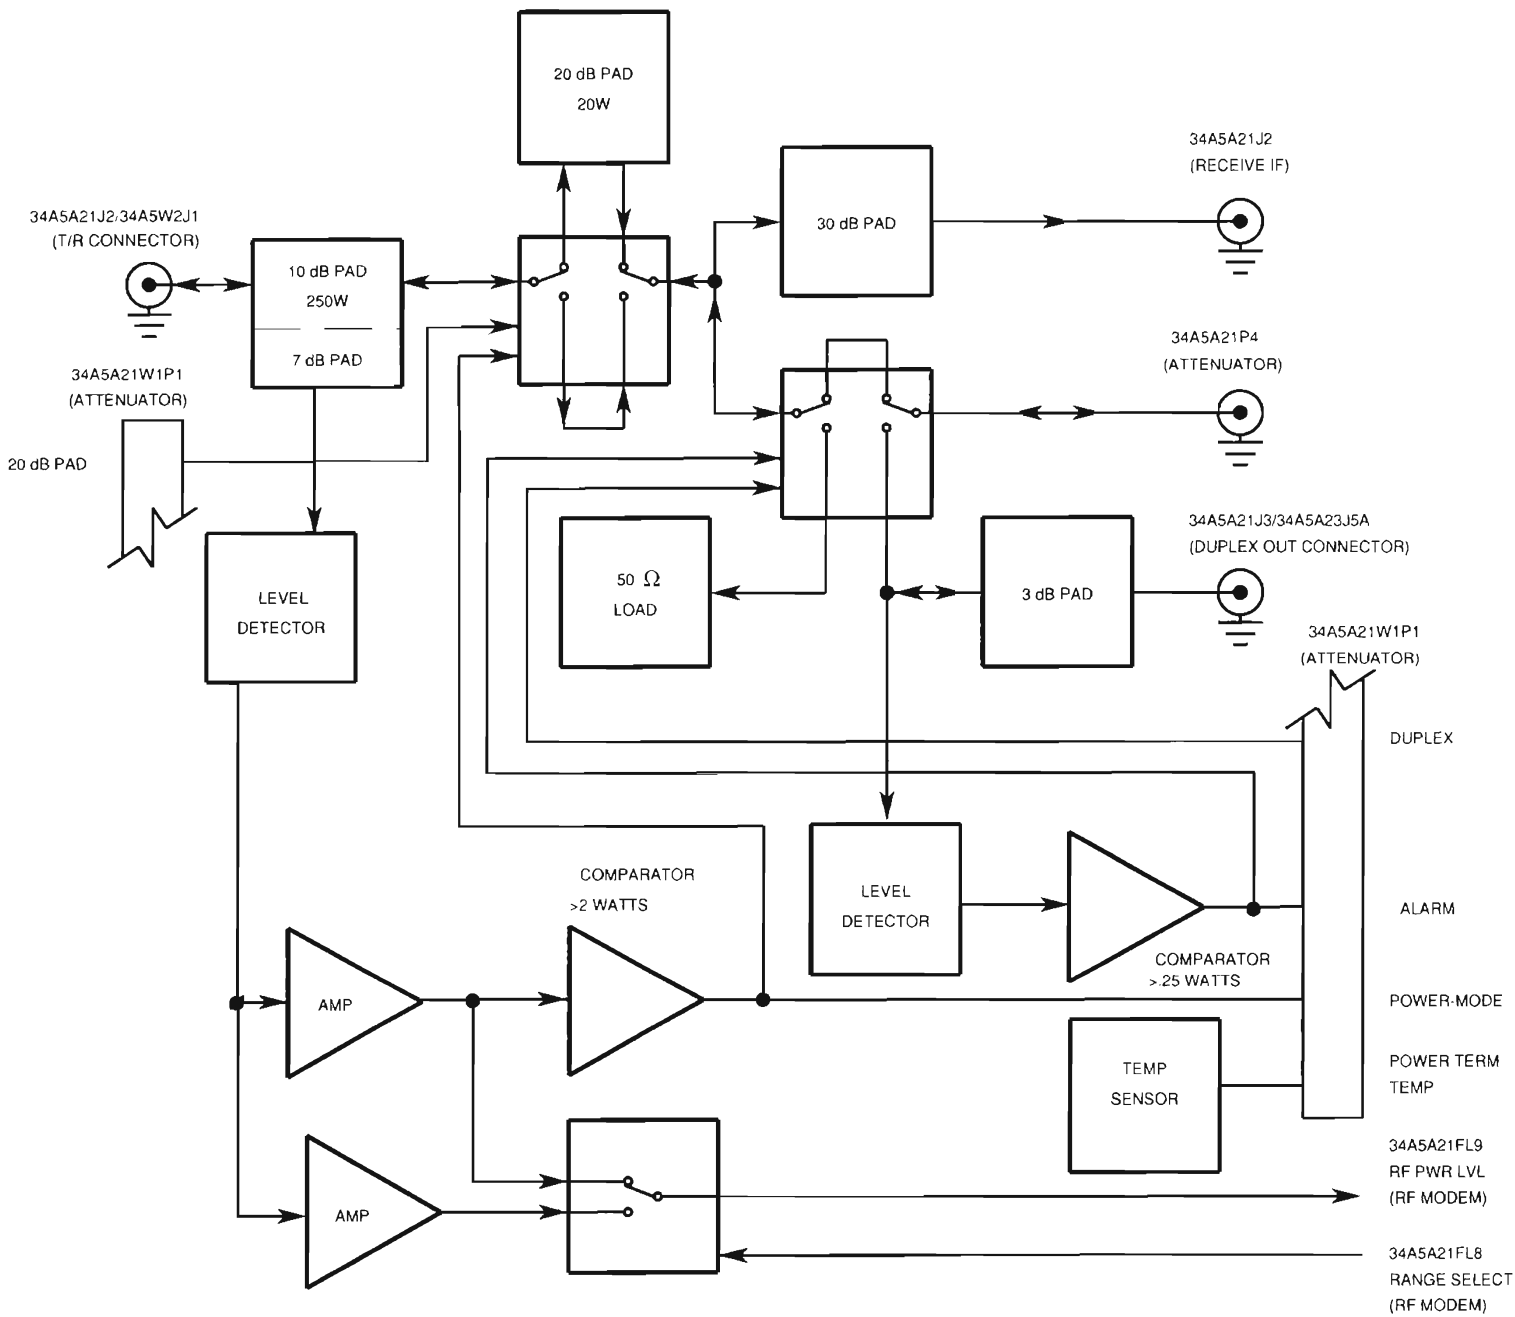 20 dB PAD
20W
34A5A21J2
(RECEIVE IF)
34A5A21J2/34A5W2J1
(T/R CONNECTOR)
10 dB PAD
250W
7 dB PAD
30 dB PAD
34A5A21P4
(ATTENUATOR)
34A5A21W1P1
(ATTENUATOR)
20 dB PAD
LEVEL
DETECTOR
50 Ω
LOAD
3 dB PAD
34A5A21J3/34A5A23J5A
(DUPLEX OUT CONNECTOR)
34A5A21W1P1
(ATTENUATOR)
DUPLEX
COMPARATOR
>2 WATTS
LEVEL
DETECTOR
ALARM
COMPARATOR
>.25 WATTS
AMP
POWER-MODE
TEMP
SENSOR
POWER TERM
TEMP
AMP
34A5A21FL9
RF PWR LVL
(RF MODEM)
34A5A21FL8
RANGE SELECT
(RF MODEM)